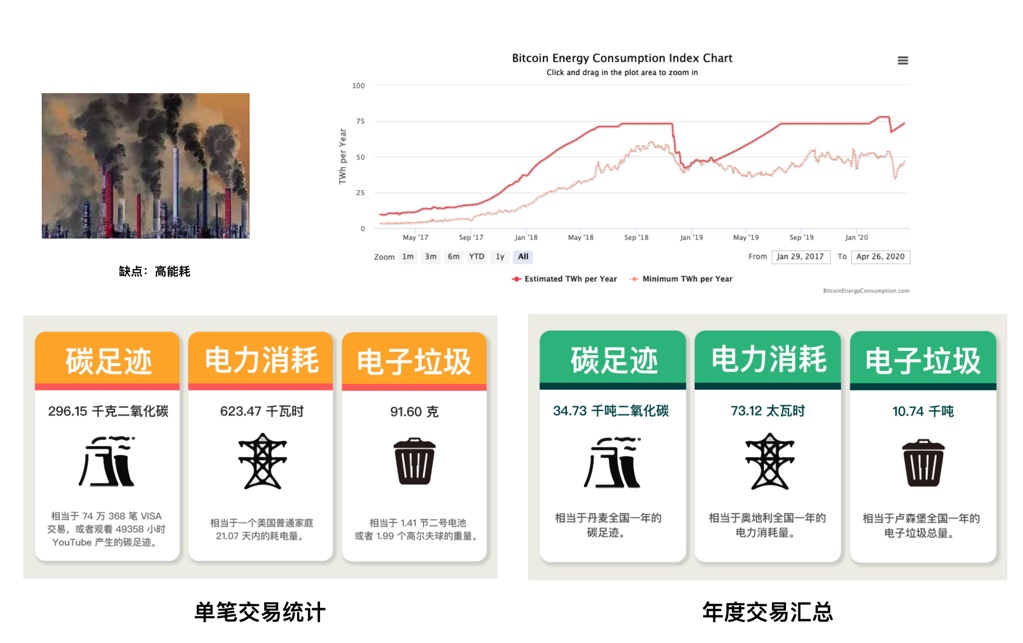 Bitcoin Energy Consumption Index Chart
Click and drag in the plot area to zoom in
100
75
50
25
0
TWh per Year
May '17
Sep '17
Jan '18
May '18
Sep '18
Jan '19
May '19
Sep '19
Jan '20
Zoom 1m 3m 6m YTD 1y All
From Jan 29, 2017 To Apr 26, 2020
Estimated TWh per Year
Minimum TWh per Year
BitcoinEnergyConsumption.com
缺点：高能耗
碳足迹
296.15 千克二氧化碳
相当于 74 万 368 笔 VISA
交易，或者观看 49358 小时
YouTube 产生的碳足迹。
电力消耗
623.47 千瓦时
相当于一个美国普通家庭
21.07 天内的耗电量。
电子垃圾
91.60 克
相当于 1.41 节二号电池
或者 1.99 个高尔夫球的重量。
单笔交易统计
碳足迹
34.73 千吨二氧化碳
相当于丹麦全国一年的
碳足迹。
电力消耗
73.12 太瓦时
相当于奥地利全国一年的
电力消耗量。
电子垃圾
10.74 千吨
相当于卢森堡全国一年的
电子垃圾总量。
年度交易汇总